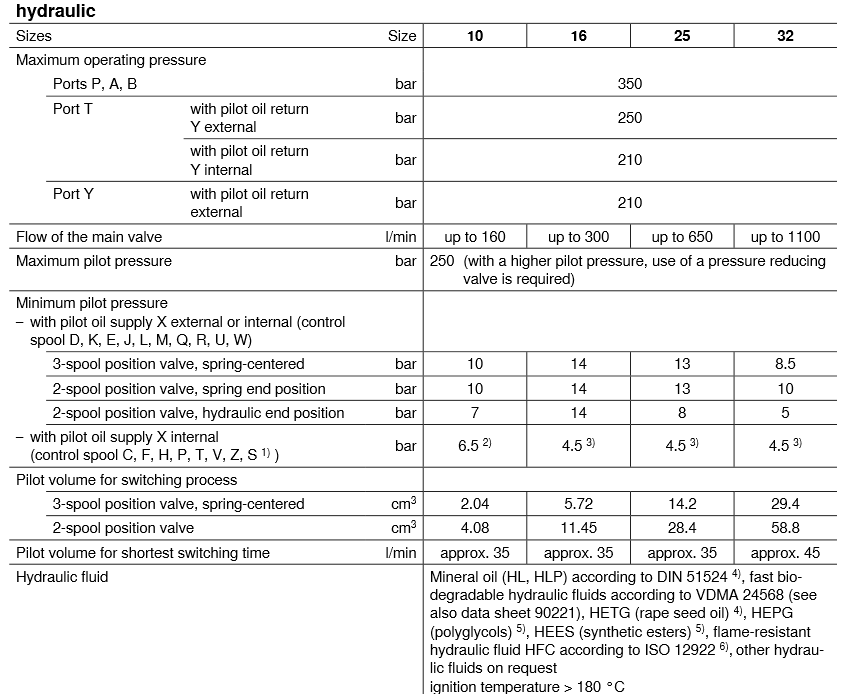 hydraulic
Sizes Size 10 16 25 32
Maximum operating pressure
Ports P, A, B bar 350
Port T with pilot oil return
Y external bar 250
with pilot oil return
Y internal bar 210
Port Y with pilot oil return
external bar 210
Flow of the main valve l/min up to 160 up to 300 up to 650 up to 1100
Maximum pilot pressure bar 250 (with a higher pilot pressure, use of a pressure reducing
valve is required)
Minimum pilot pressure
– with pilot oil supply X external or internal (control
spool D, K, E, J, L, M, Q, R, U, W)
3-spool position valve, spring-centered bar 10 14 13 8.5
2-spool position valve, spring end position bar 10 14 13 10
2-spool position valve, hydraulic end position bar 7 14 8 5
– with pilot oil supply X internal
(control spool C, F, H, P, T, V, Z, S 1) ) bar 6.5 2) 4.5 3) 4.5 3) 4.5 3)
Pilot volume for switching process
3-spool position valve, spring-centered cm3 2.04 5.72 14.2 29.4
2-spool position valve cm3 4.08 11.45 28.4 58.8
Pilot volume for shortest switching time l/min approx. 35 approx. 35 approx. 35 approx. 45
Hydraulic fluid Mineral oil (HL, HLP) according to DIN 51524 4), fast bio-
degradable hydraulic fluids according to VDMA 24568 (see
also data sheet 90221), HETG (rape seed oil) 4), HEPG
(polyglycols) 5), HEES (synthetic esters) 5), flame-resistant
hydraulic fluid HFC according to ISO 12922 6), other hydrau-
lic fluids on request
ignition temperature > 180 °C